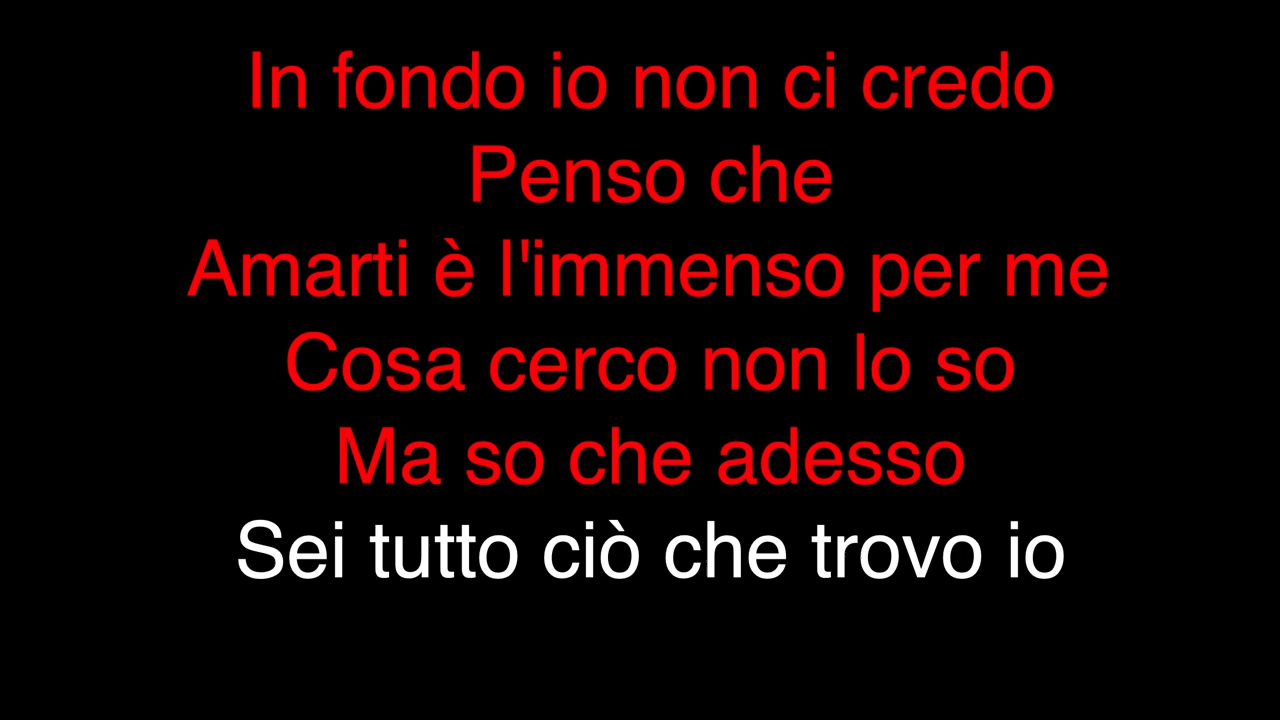 In fondo io non ci credo
Penso che
Amarti è l'immenso per me
Cosa cerco non lo so
Ma so che adesso
Sei tutto ciò che trovo io